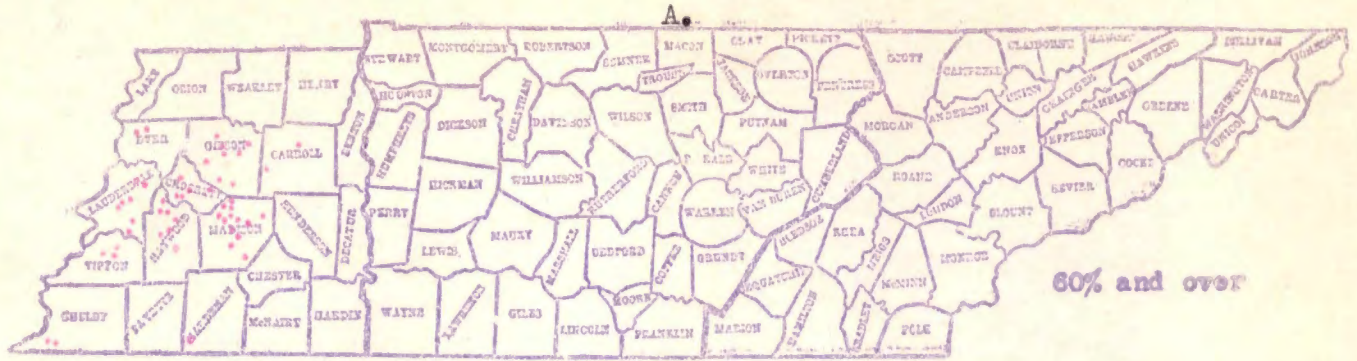 A.
STEWART MONTGOMERY ROBERTSON SUMNER MACON CLAY PICKETT SCOTT CLAIBORNE HANCOCK HAWKINS SULLIVAN JOHNSON
LAKE OBION WEAKLEY HENRY HOUSTON CHEATHAM TROUSDALE JACKSON OVERTON FENTRESS CAMPBELL UNION GRAINGER HAMBLEN GREENE WASHINGTON CARTER UNICOI
DYER GIBSON CARROLL BENTON HUMPHREYS DICKSON DAVIDSON WILSON SMITH PUTNAM MORGAN ANDERSON KNOX JEFFERSON COCKE
LAUDERDALE CROCKETT HICKMAN WILLIAMSON RUTHERFORD CANNON WHITE CUMBERLAND ROANE LOUDON SEVIER
TIPTON HAYWOOD MADISON HENDERSON DECATUR PERRY LEWIS MAURY MARSHALL BEDFORD COFFEE WARREN VAN BUREN BLEDSOE RHEA MEIGS BLOUNT
CHESTER GRUNDY SEQUATCHIE McMINN MONROE
60% and over
SHELBY FAYETTE HARDEMAN McNAIRY HARDIN WAYNE LAWRENCE GILES LINCOLN MOORE FRANKLIN MARION HAMILTON BRADLEY POLK